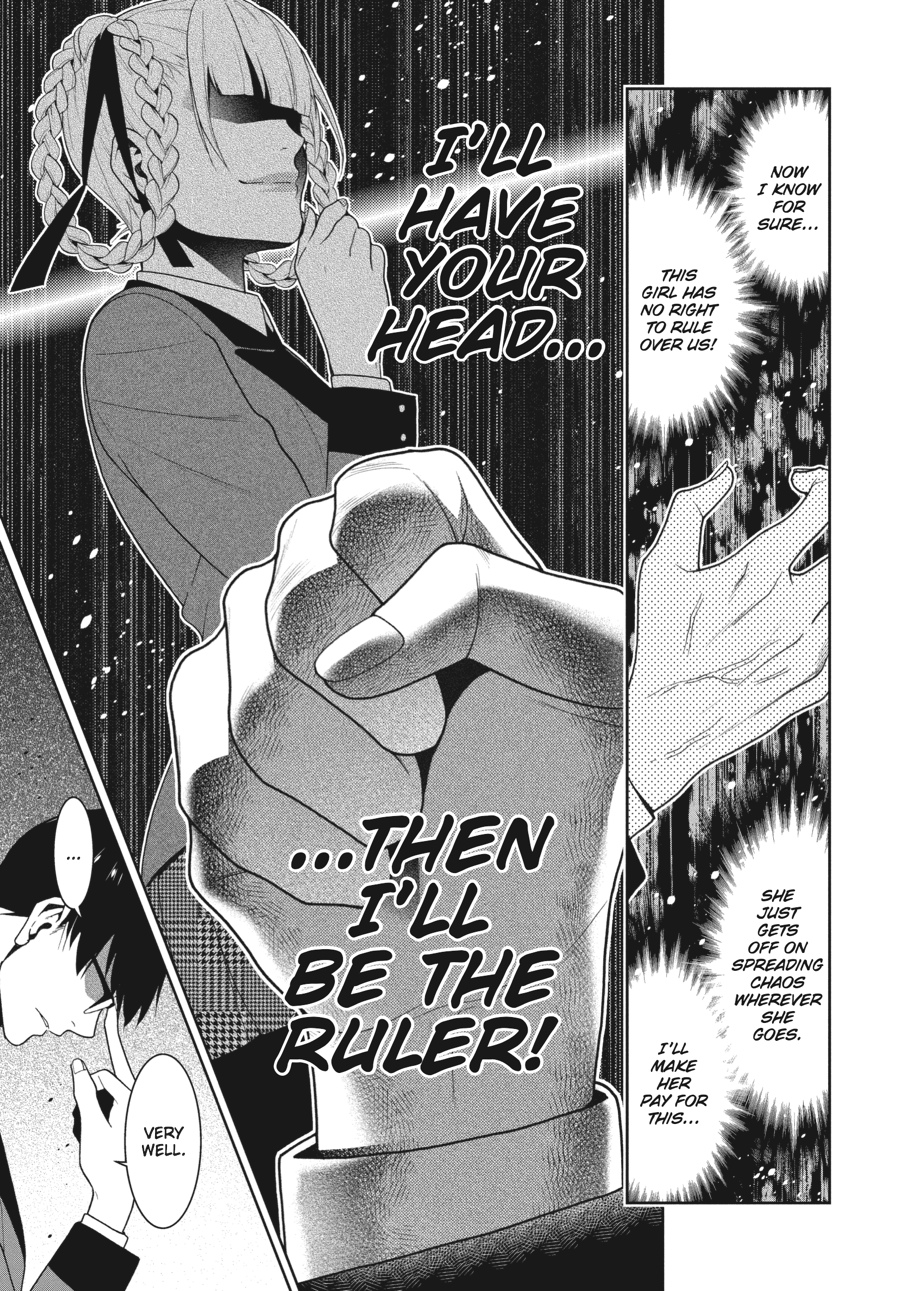 NOW
I KNOW
FOR
SURE...
THIS
GIRL HAS
NO RIGHT
TO RULE
OVER US!
SHE
JUST
GETS
OFF ON
SPREADING
CHAOS
WHEREVER
SHE
GOES.
I'LL
MAKE
HER
PAY FOR
THIS...
I'LL
HAVE
YOUR
HEAD...
...THEN
I'LL
BE THE
RULER!
...
VERY
WELL.